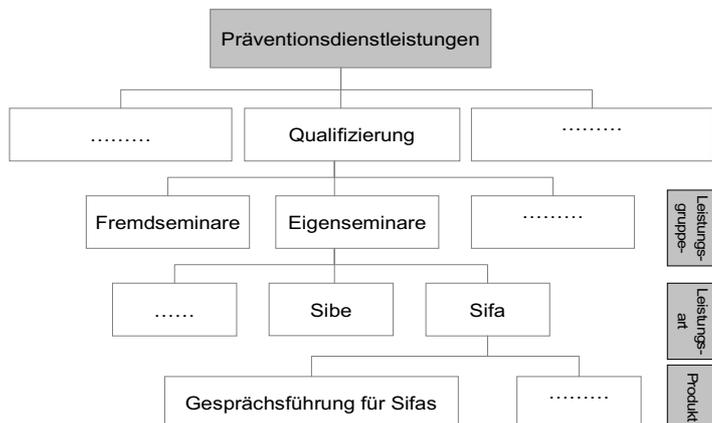 Präventionsdienstleistungen
………
Qualifizierung
………
Fremdseminare
Eigenseminare
………
Leistungs-
gruppe-
……
Sibe
Sifa
Leistungs-
art
Gesprächsführung für Sifas
………
Produkt